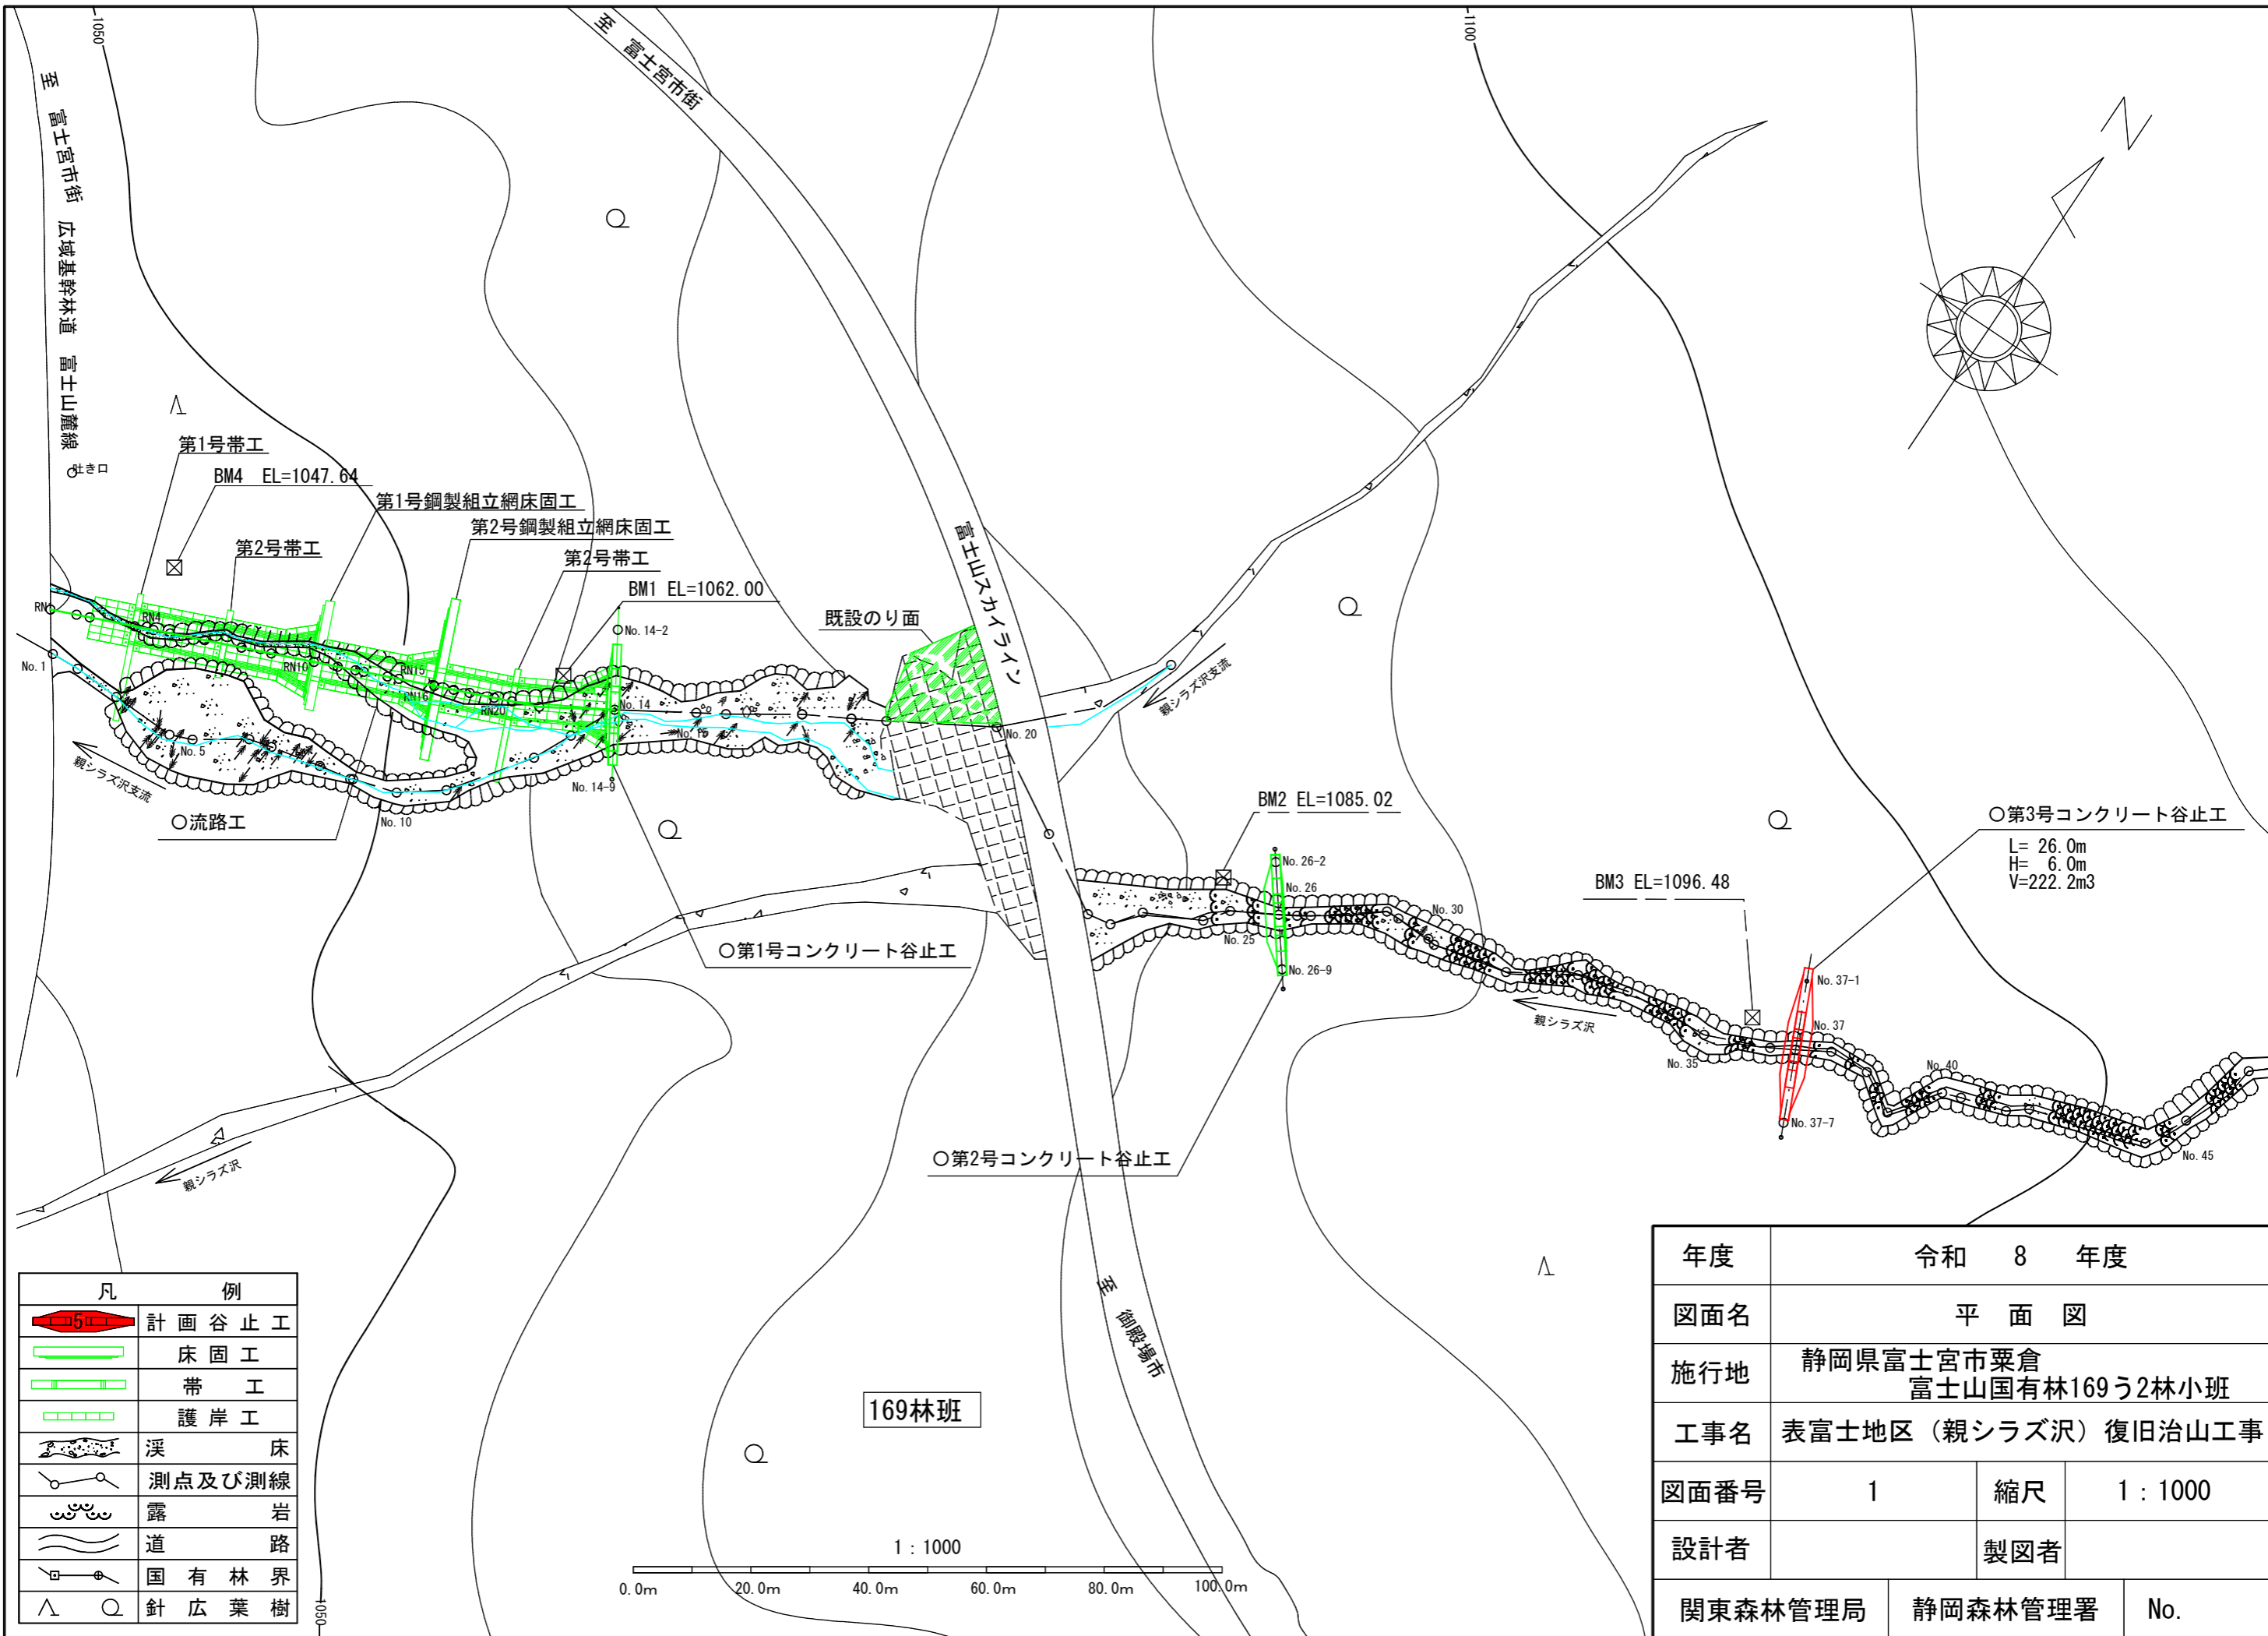 1050
1100
至 富士宮市街
至 富士宮市街 広域基幹林道 富士山麓線
吐き口
第1号帯工
BM4 EL=1047.64
第2号帯工
第1号鋼製組立網床固工
第2号鋼製組立網床固工
第2号帯工
BM1 EL=1062.00
既設のり面
富士山スカイライン
親シラズ沢支流
RN
RN4
RN10
RN15
RN16
RN20
No.14-2
No.14
No.15
No.14-9
No.20
No.1
No.5
No.10
親シラズ沢支流
○流路工
○第1号コンクリート谷止工
BM2 EL=1085.02
No.26-2
No.26
No.25
No.26-9
No.30
BM3 EL=1096.48
○第3号コンクリート谷止工
L= 26.0m
H= 6.0m
V=222.2m3
親シラズ沢
No.35
No.37-1
No.37
No.37-7
No.40
No.45
○第2号コンクリート谷止工
親シラズ沢
至 御殿場市
169林班
1050
凡 例
5
計画谷止工
床固工
帯工
護岸工
渓床
測点及び測線
露岩
道路
国有林界
針広葉樹
1：1000
0.0m 20.0m 40.0m 60.0m 80.0m 100.0m
年度 令和 8 年度
図面名 平面図
施行地 静岡県富士宮市粟倉
富士山国有林169う2林小班
工事名 表富士地区（親シラズ沢）復旧治山工事
図面番号 1 縮尺 1：1000
設計者 製図者
関東森林管理局 静岡森林管理署 No.